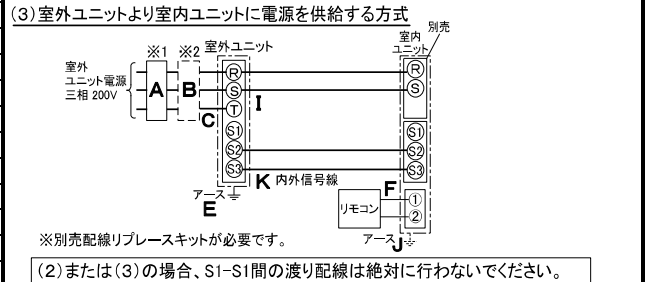 (3)室外ユニットより室内ユニットに電源を供給する方式
※1 ※2 室外ユニット
室内ユニット 別売
室外ユニット電源 三相 200V
A B C
R
S
T
S1
S2
S3
I
K 内外信号線
R
S
S1
S2
S3
アース
E
リモコン F
①
②
アース J
※別売配線リプレースキットが必要です。
(2)または(3)の場合、S1-S1間の渡り配線は絶対に行わないでください。